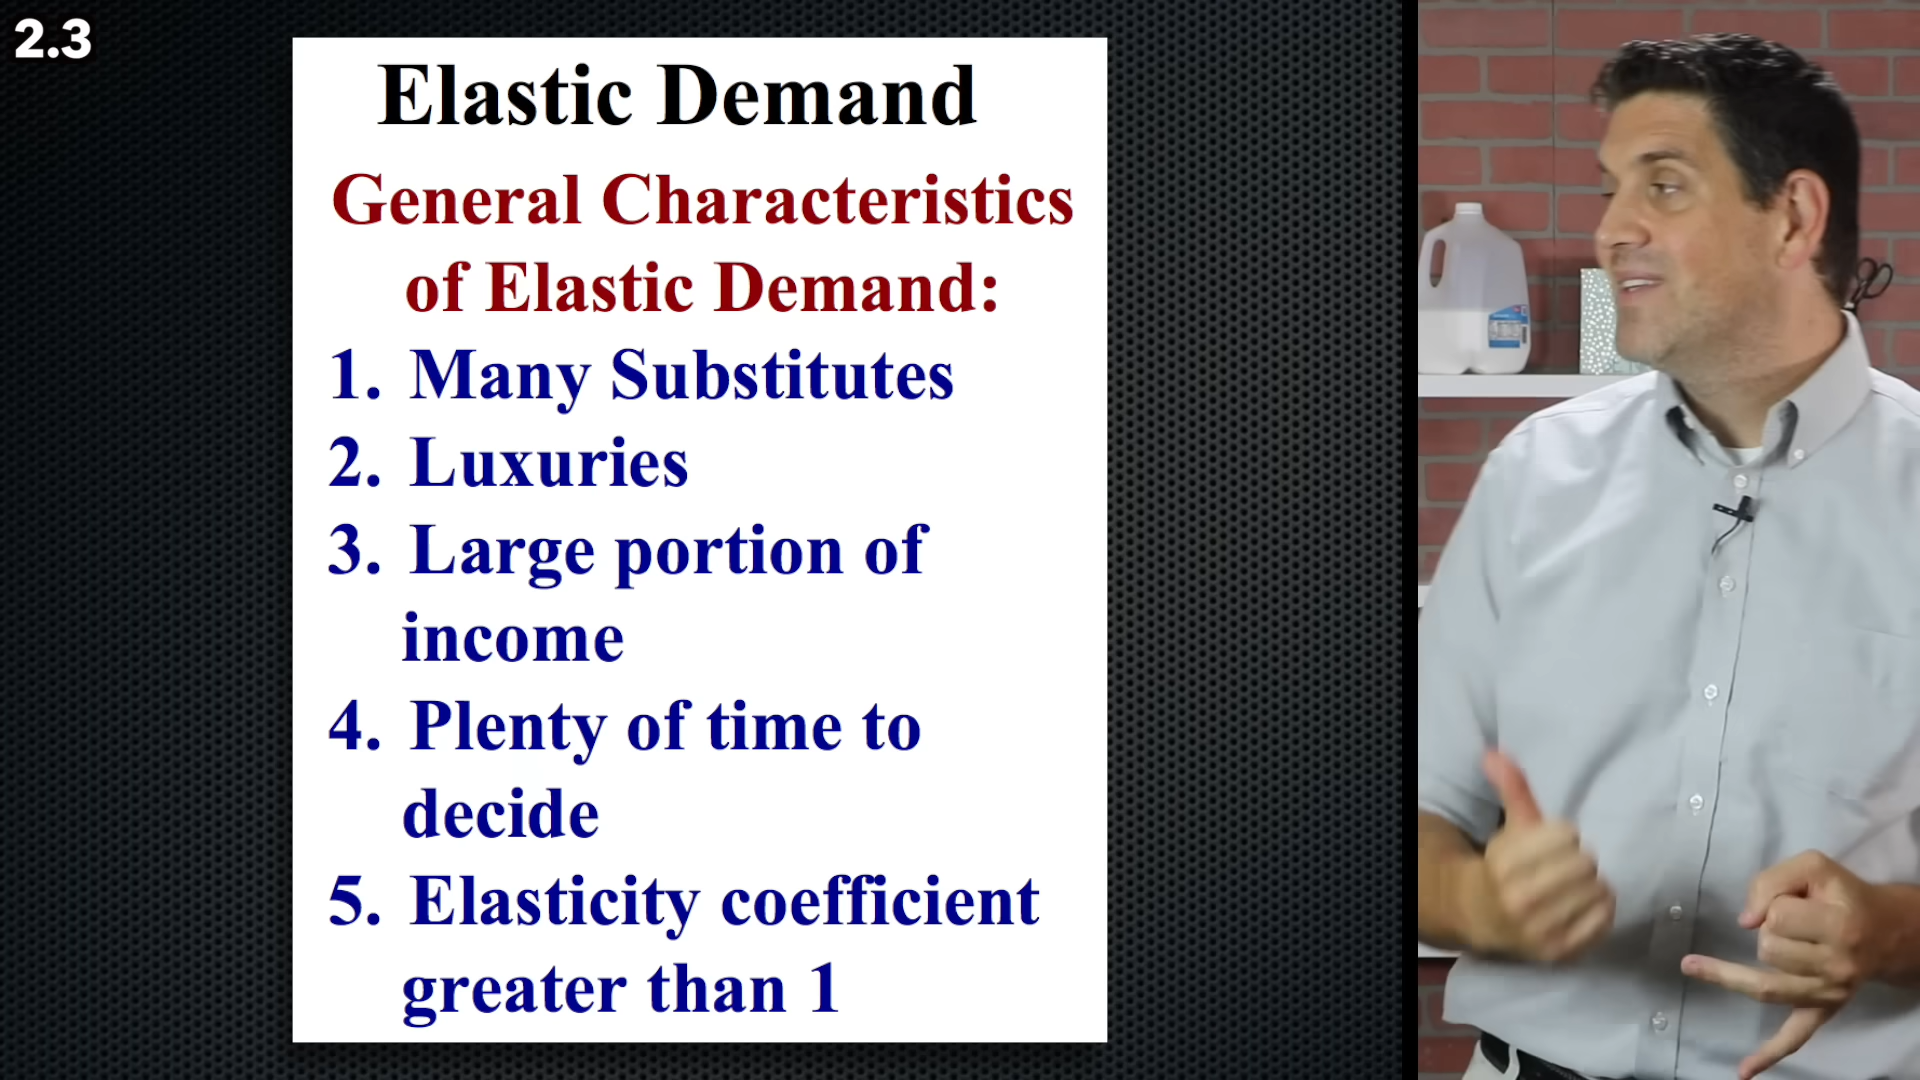 2.3
Elastic Demand
General Characteristics
of Elastic Demand:
1. Many Substitutes
2. Luxuries
3. Large portion of
income
4. Plenty of time to
decide
5. Elasticity coefficient
greater than 1